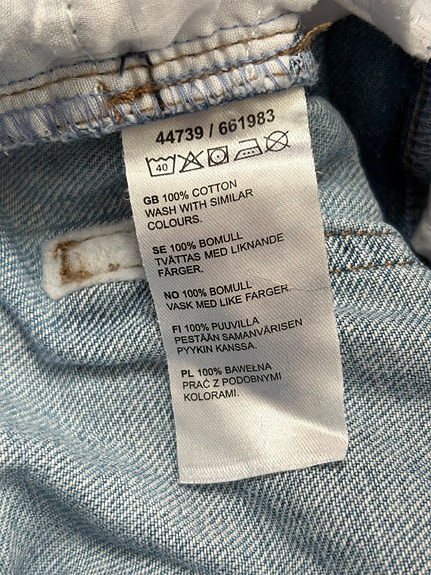 44739 / 661983
40
GB 100% COTTON
WASH WITH SIMILAR
COLOURS.
SE 100% BOMULL
TVÄTTAS MED LIKNANDE
FÄRGER.
NO 100% BOMULL
VASK MED LIKE FARGER.
FI 100% PUUVILLA
PESTÄÄN SAMANVÄRISEN
PYYKIN KANSSA.
PL 100% BAWEŁNA
PRAĆ Z PODOBNYMI
KOLORAMI.